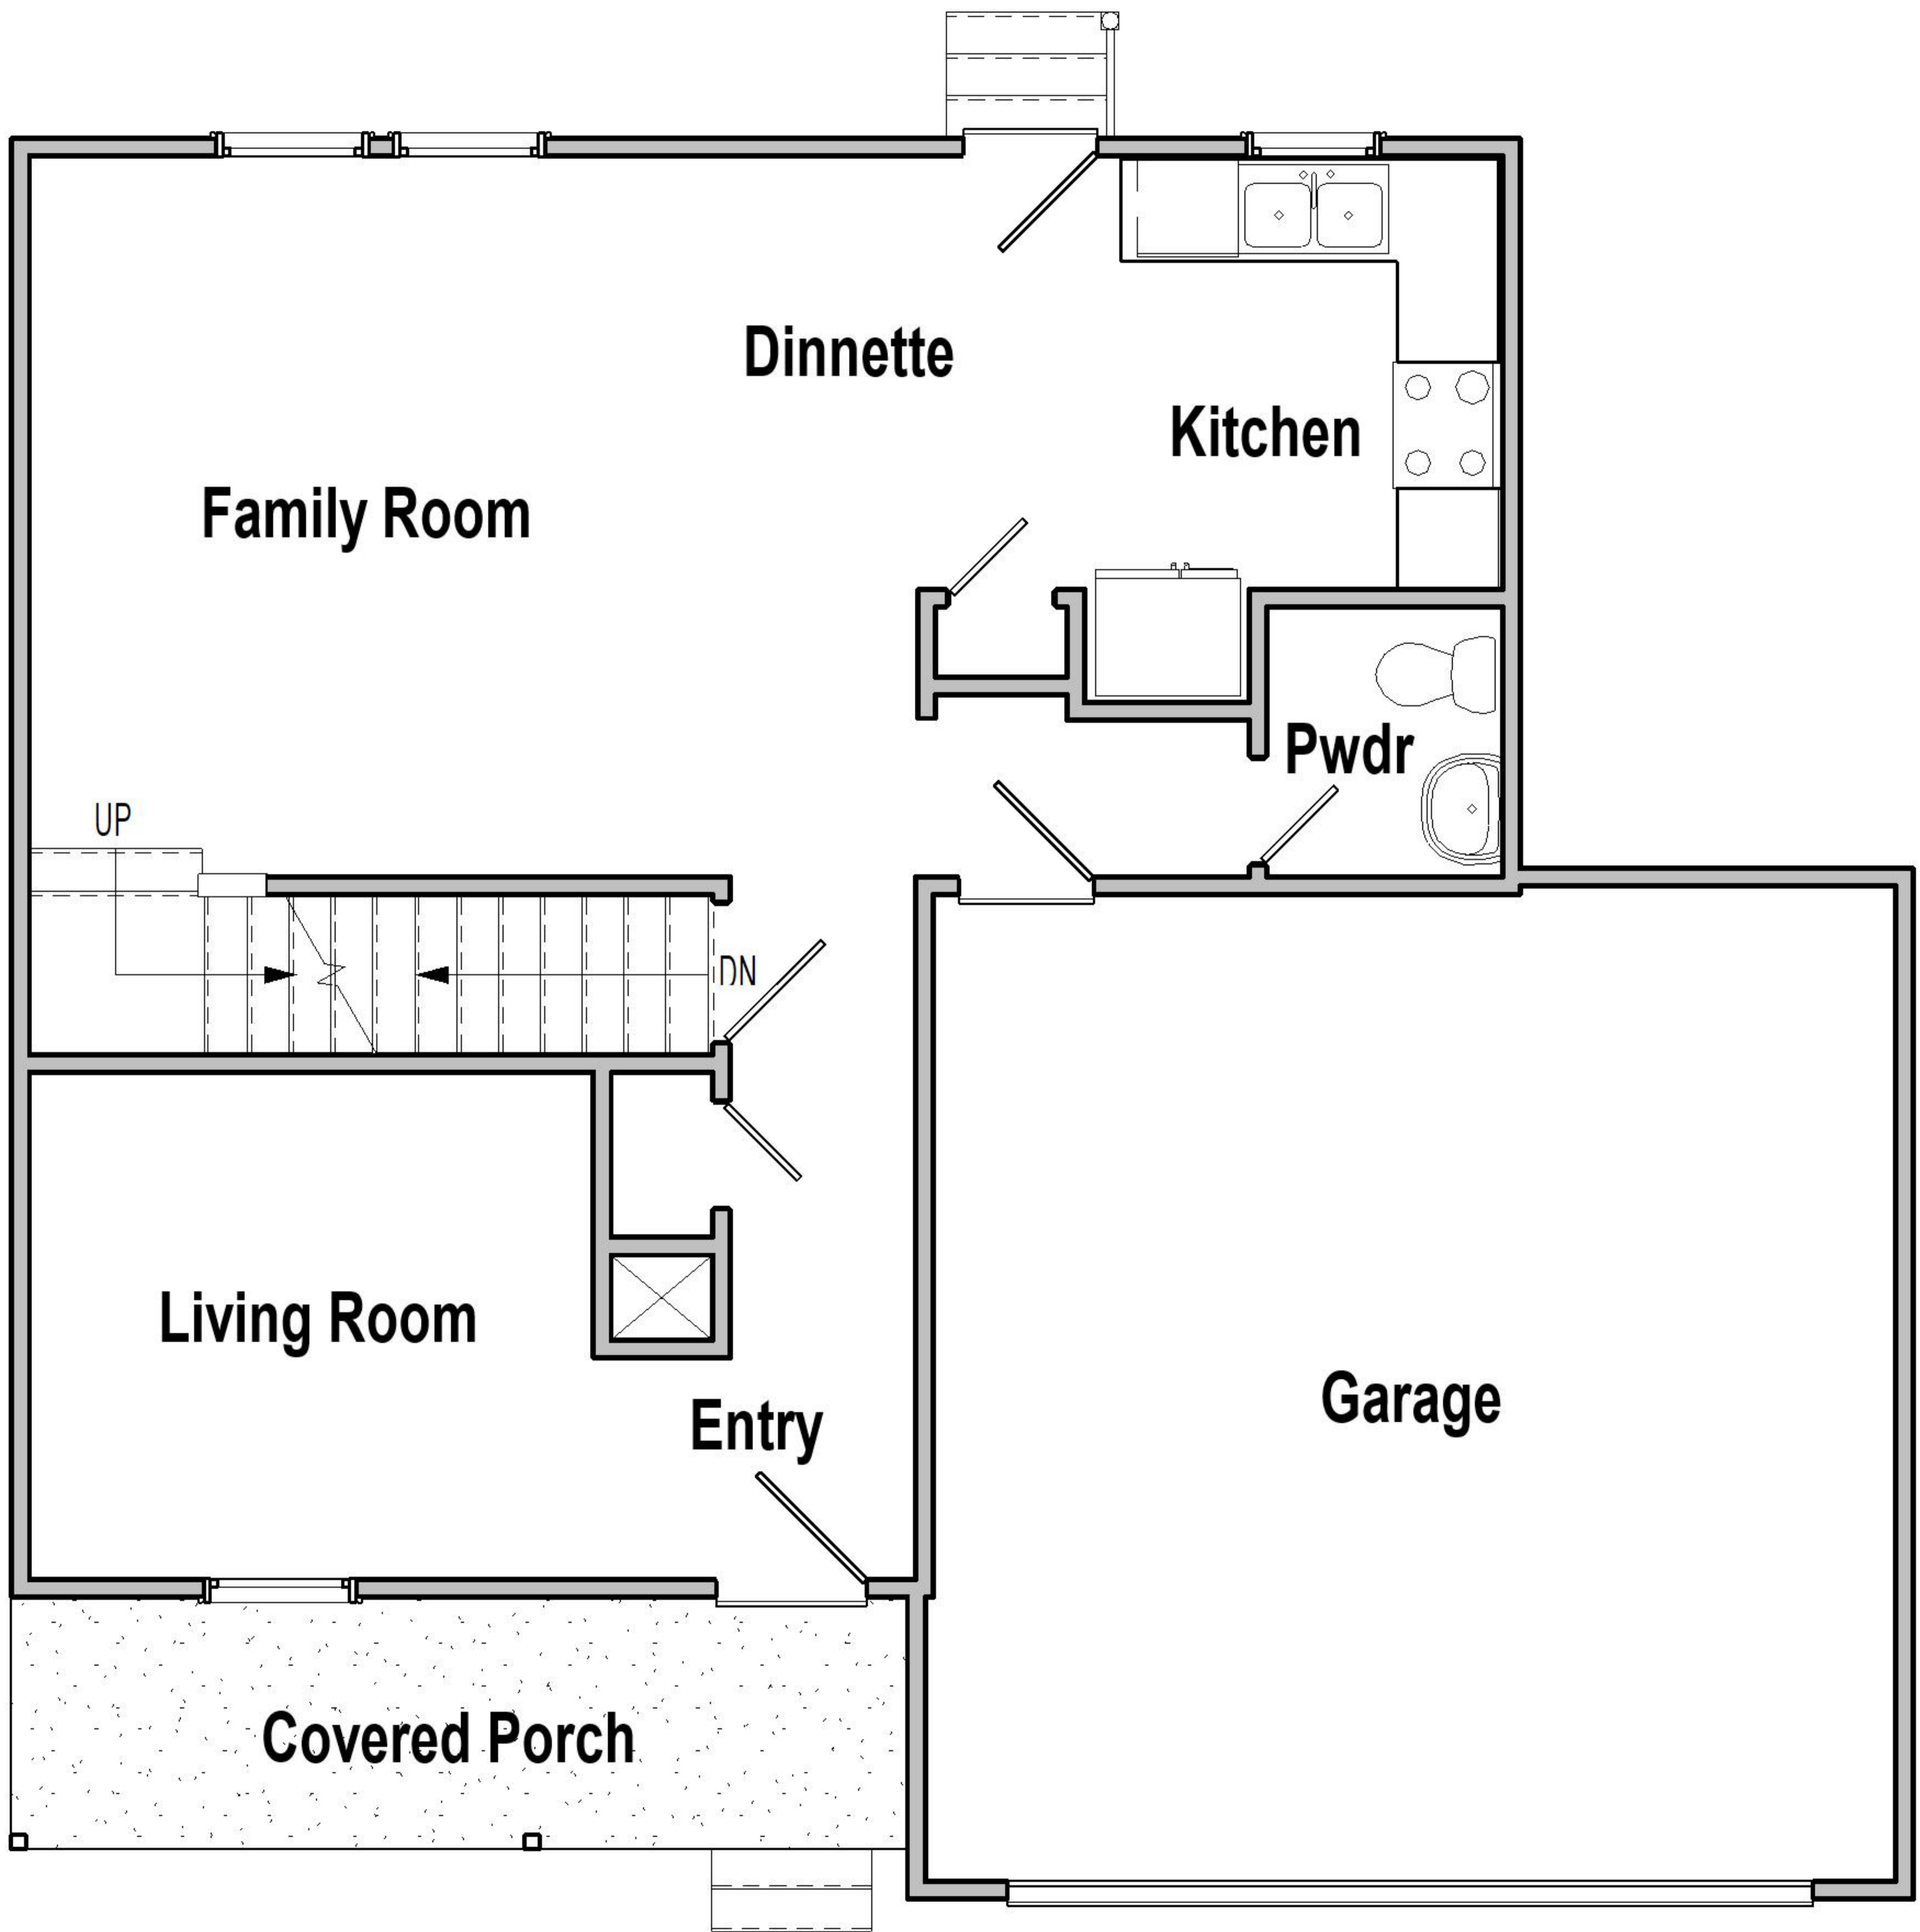 Dinnette
Kitchen
Family Room
Pwdr
UP
DN
Living Room
Garage
Entry
Covered Porch